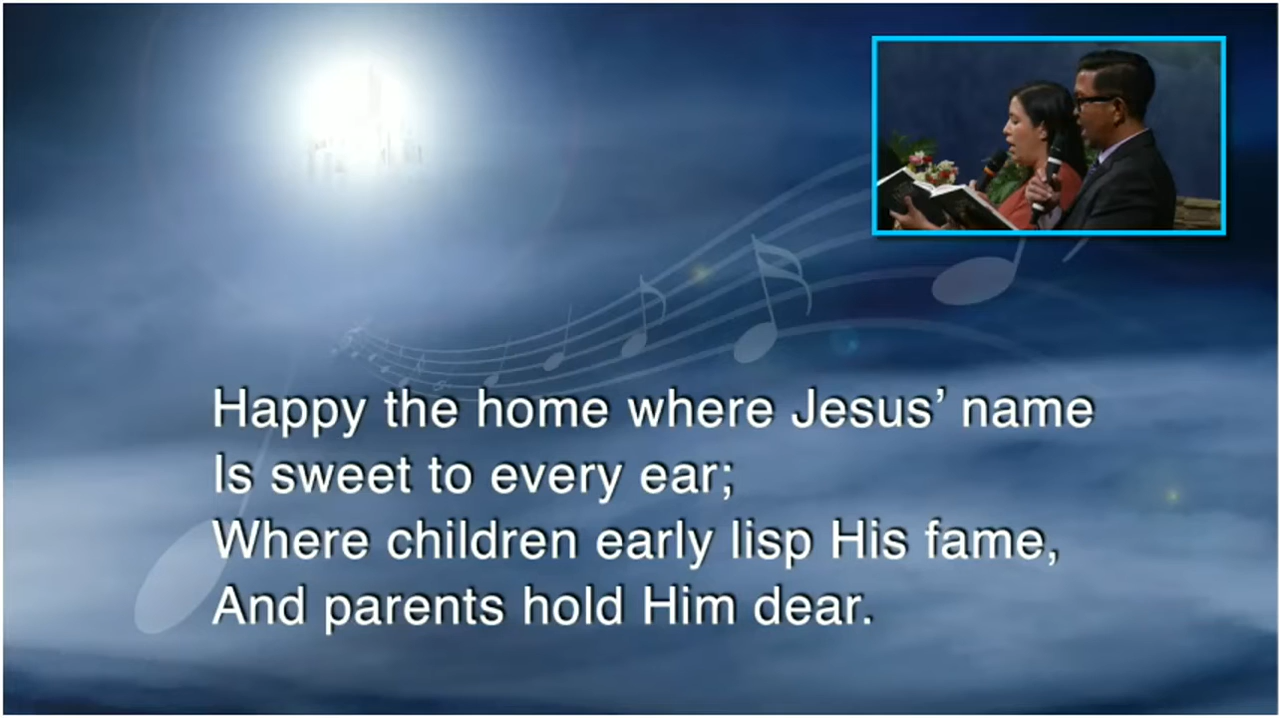 Happy the home where Jesus’ name
Is sweet to every ear;
Where children early lisp His fame,
And parents hold Him dear.